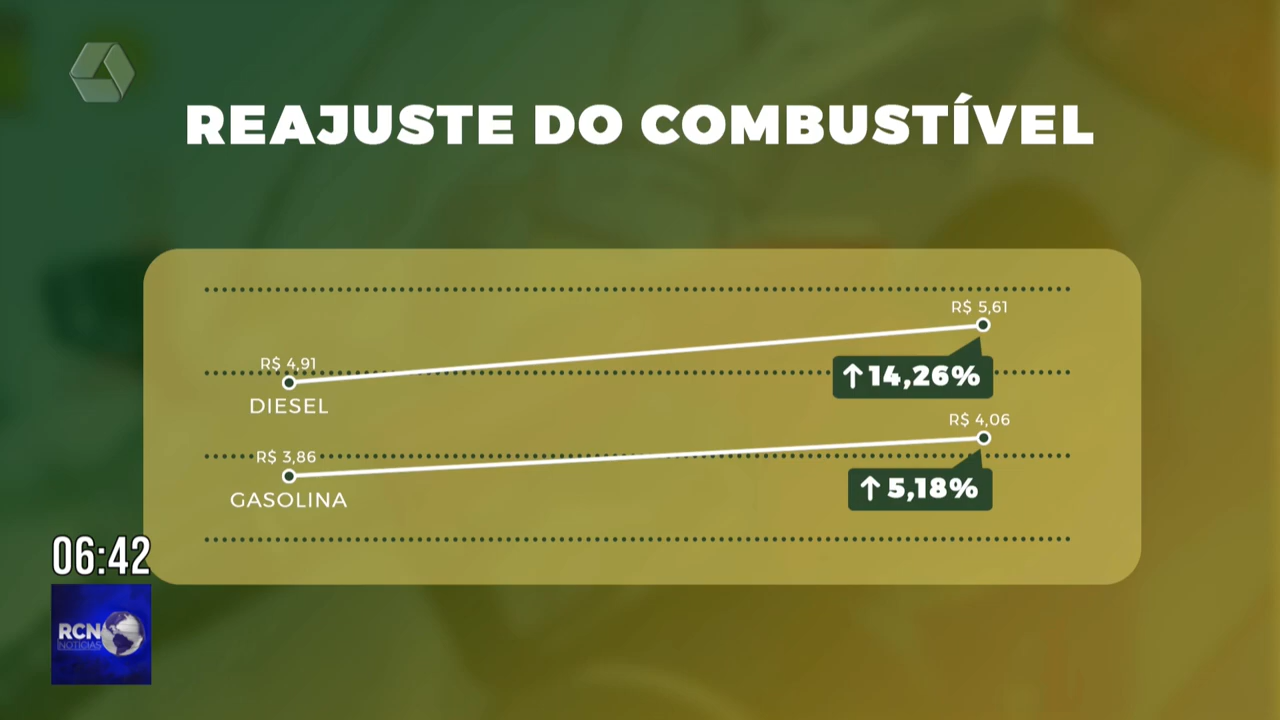 REAJUSTE DO COMBUSTÍVEL
R$ 5,61
R$ 4,91
↑14,26%
DIESEL
R$ 4,06
R$ 3,86
↑5,18%
GASOLINA
06:42
RCN
NOTÍCIAS